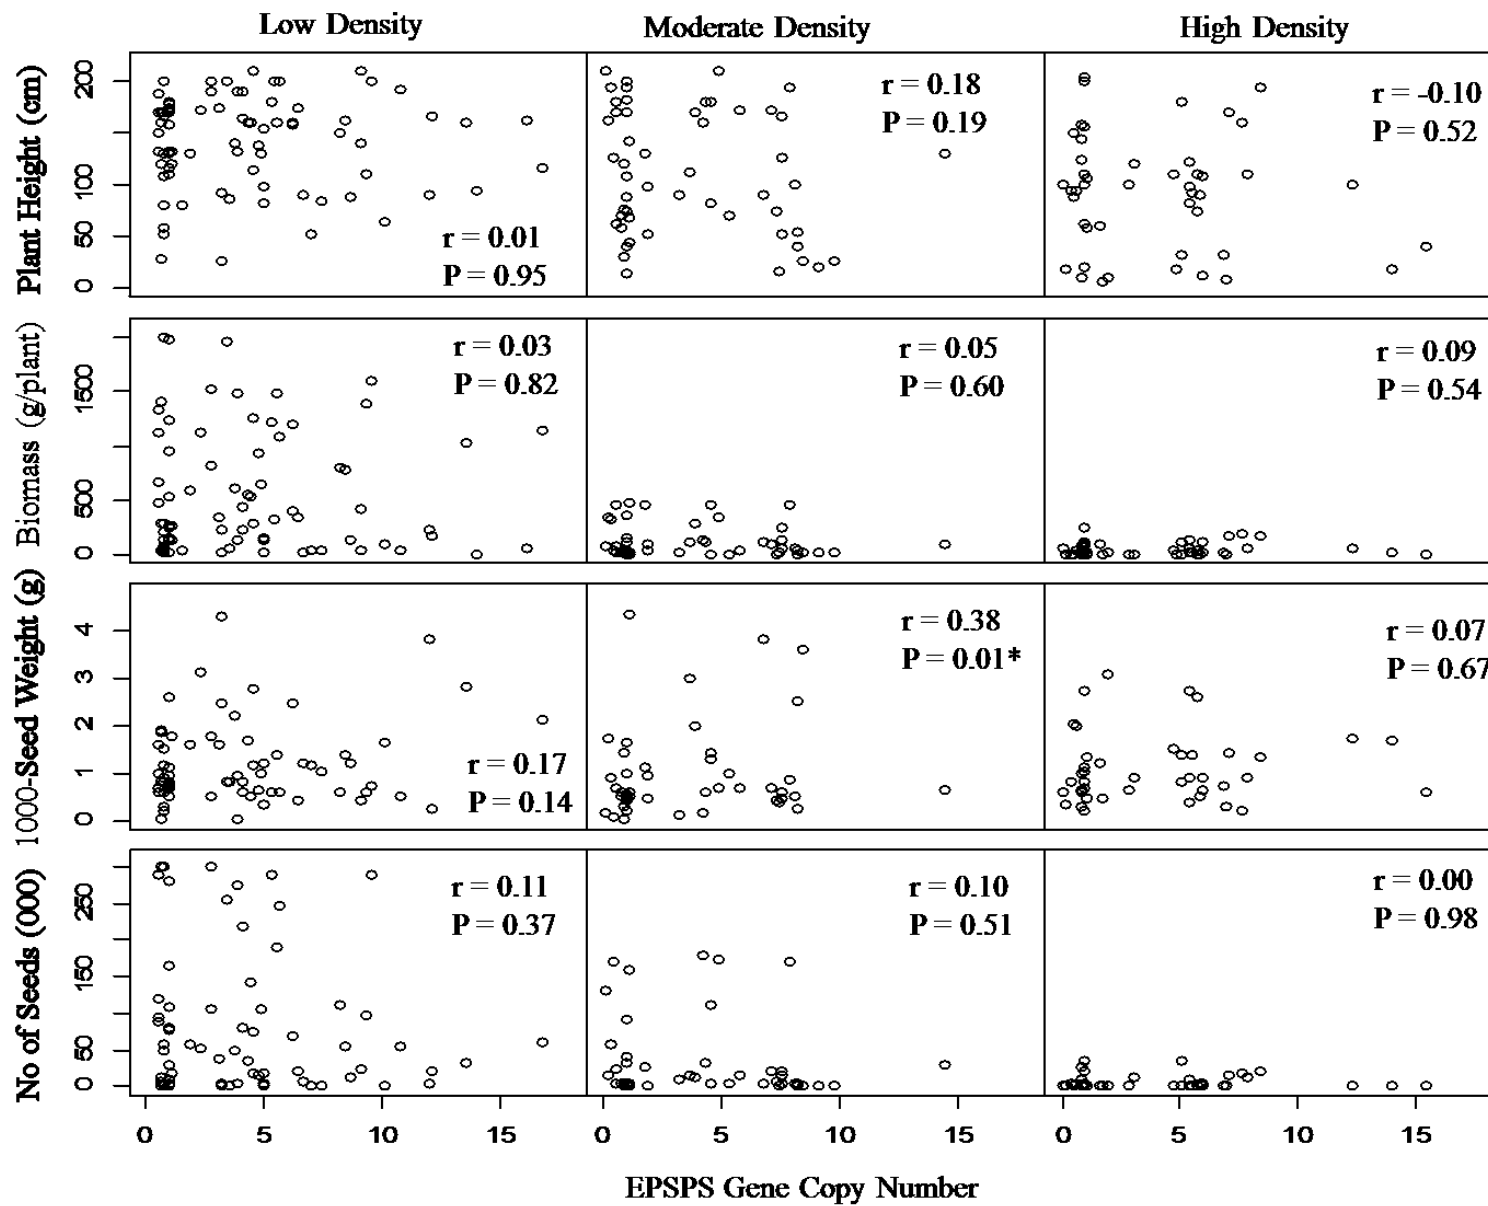 Low Density
Moderate Density
High Density
Plant Height (cm)
200
100
50
0
r = 0.01
P = 0.95
r = 0.18
P = 0.19
r = -0.10
P = 0.52
Biomass (g/plant)
1500
500
0
r = 0.03
P = 0.82
r = 0.05
P = 0.60
r = 0.09
P = 0.54
1000-Seed Weight (g)
4
3
2
1
0
r = 0.17
P = 0.14
r = 0.38
P = 0.01*
r = 0.07
P = 0.67
No of Seeds (000)
250
150
50
0
r = 0.11
P = 0.37
r = 0.10
P = 0.51
r = 0.00
P = 0.98
0 5 10 15 0 5 10 15 0 5 10 15
EPSPS Gene Copy Number